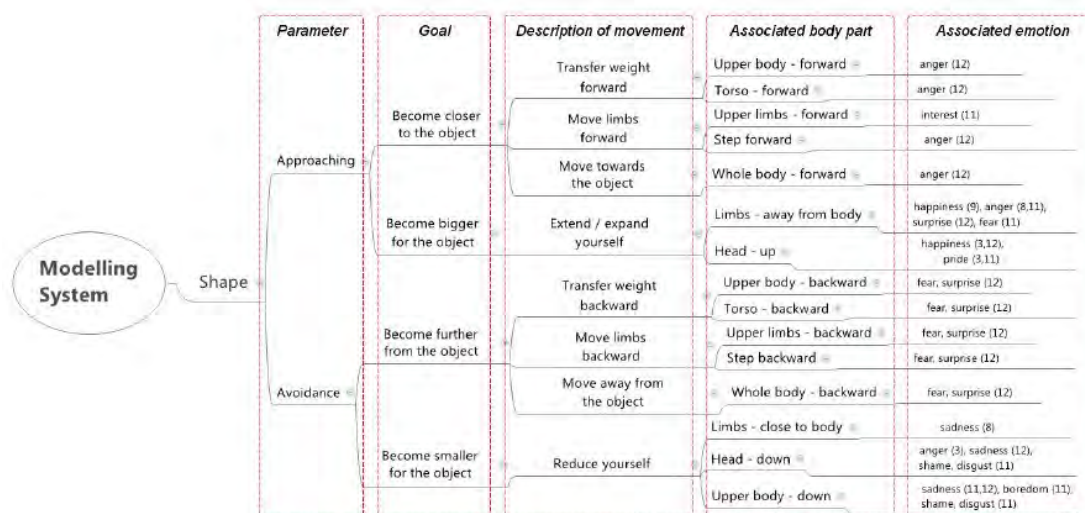 Parameter
Goal
Description of movement
Associated body part
Associated emotion
Modelling
System
Shape
Approaching
Become closer
to the object
Transfer weight
forward
Upper body - forward
anger (12)
Torso - forward
anger (12)
Move limbs
forward
Upper limbs - forward
interest (11)
Step forward
anger (12)
Move towards
the object
Whole body - forward
anger (12)
Become bigger
for the object
Extend / expand
yourself
Limbs - away from body
happiness (9), anger (8,11),
surprise (12), fear (11)
Head - up
happiness (3,12),
pride (3,11)
Avoidance
Become further
from the object
Transfer weight
backward
Upper body - backward
fear, surprise (12)
Torso - backward
fear, surprise (12)
Move limbs
backward
Upper limbs - backward
fear, surprise (12)
Step backward
fear, surprise (12)
Move away from
the object
Whole body - backward
fear, surprise (12)
Become smaller
for the object
Reduce yourself
Limbs - close to body
sadness (8)
Head - down
anger (3), sadness (12),
shame, disgust (11)
Upper body - down
sadness (11,12), boredom (11),
shame, disgust (11)